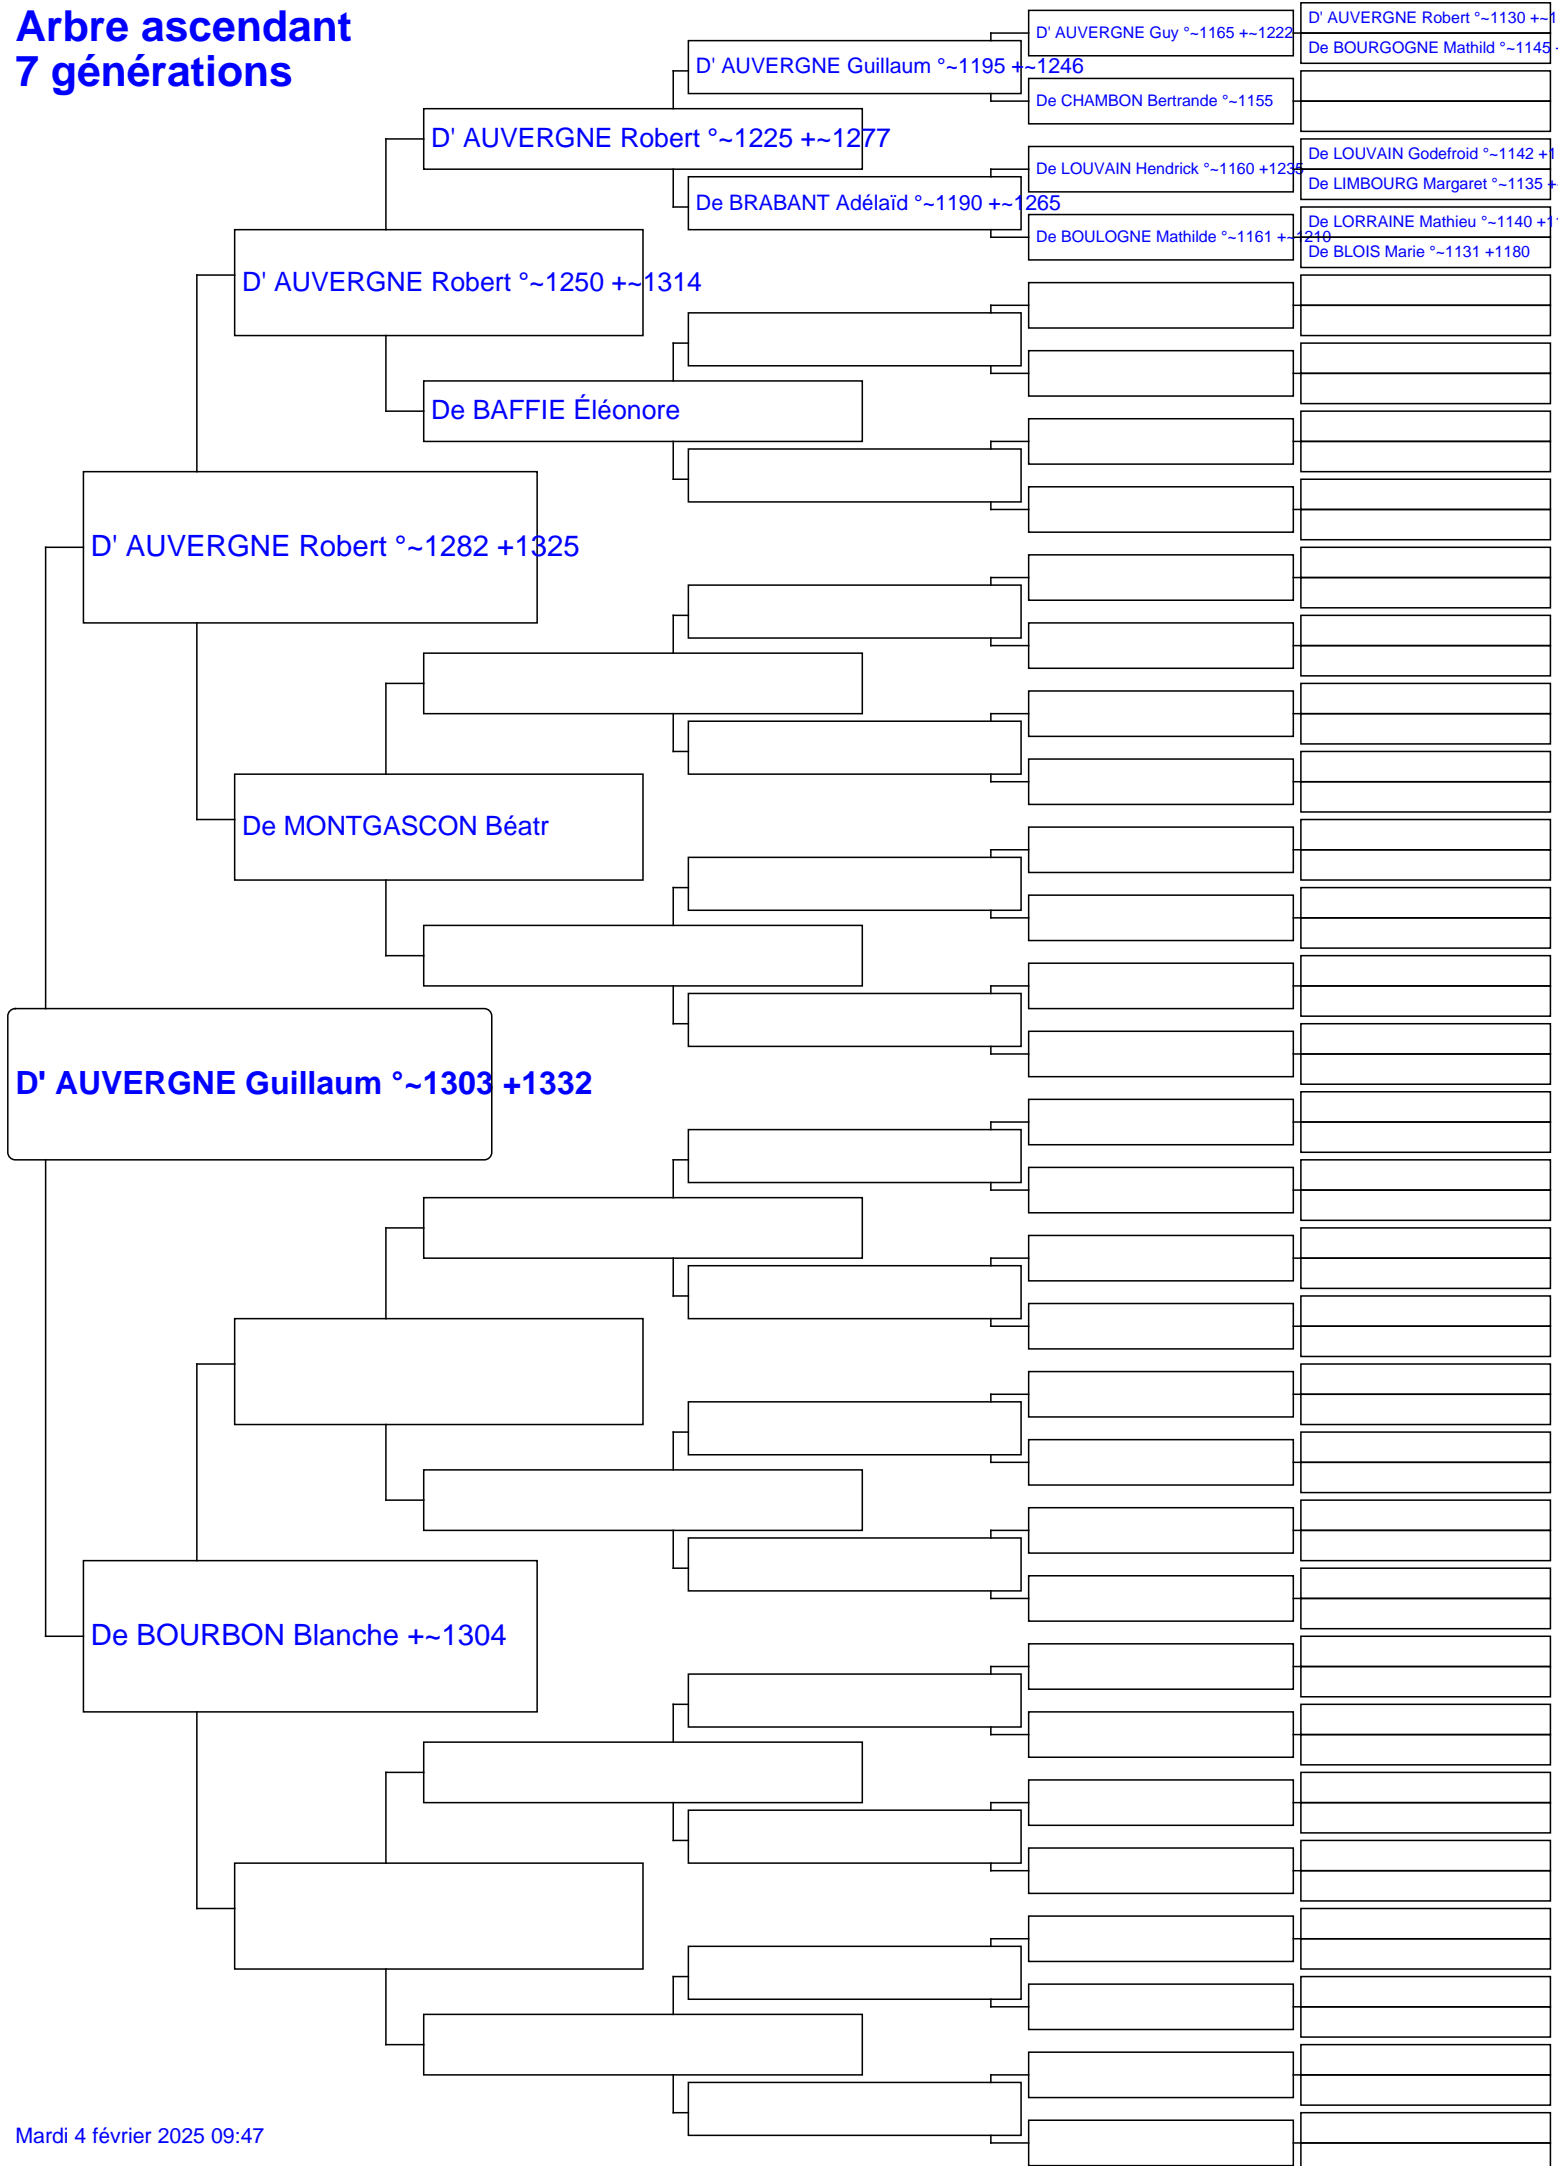 Arbre ascendant
7 générations
D' AUVERGNE Robert °~1130 +~1
D' AUVERGNE Guy °~1165 +~1222
De BOURGOGNE Mathild °~1145
D' AUVERGNE Guillaum °~1195 +~1246
De CHAMBON Bertrande °~1155
D' AUVERGNE Robert °~1225 +~1277
De LOUVAIN Godefroid °~1142 +1
De LOUVAIN Hendrick °~1160 +1235
De LIMBOURG Margaret °~1135 +
De BRABANT Adélaïd °~1190 +~1265
De LORRAINE Mathieu °~1140 +1
De BOULOGNE Mathilde °~1161 +~1210
De BLOIS Marie °~1131 +1180
D' AUVERGNE Robert °~1250 +~1314
De BAFFIE Éléonore
D' AUVERGNE Robert °~1282 +1325
De MONTGASCON Béatr
D' AUVERGNE Guillaum °~1303 +1332
De BOURBON Blanche +~1304
Mardi 4 février 2025 09:47